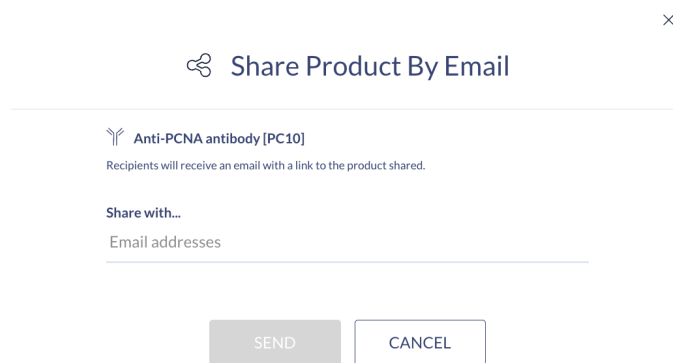 Share Product By Email
Anti-PCNA antibody [PC10]
Recipients will receive an email with a link to the product shared.
Share with...
Email addresses
SEND
CANCEL